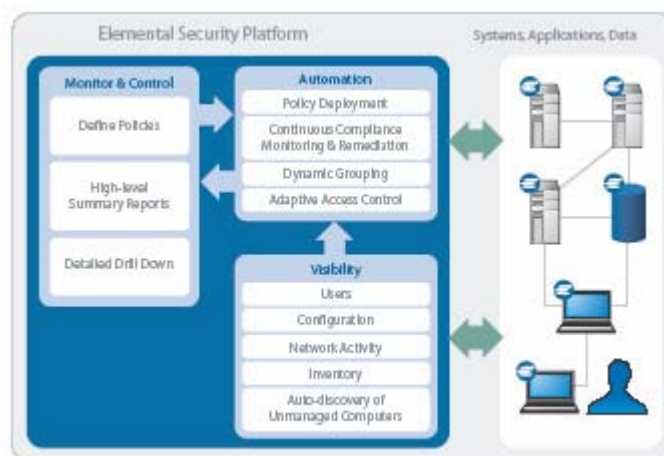 Elemental Security Platform
Systems, Applications, Data
Monitor & Control
Define Policies
High-level
Summary Reports
Detailed Drill Down
Automation
Policy Deployment
Continuous Compliance
Monitoring & Remediation
Dynamic Grouping
Adaptive Access Control
Visibility
Users
Configuration
Network Activity
Inventory
Auto-discovery of
Unmanaged Computers